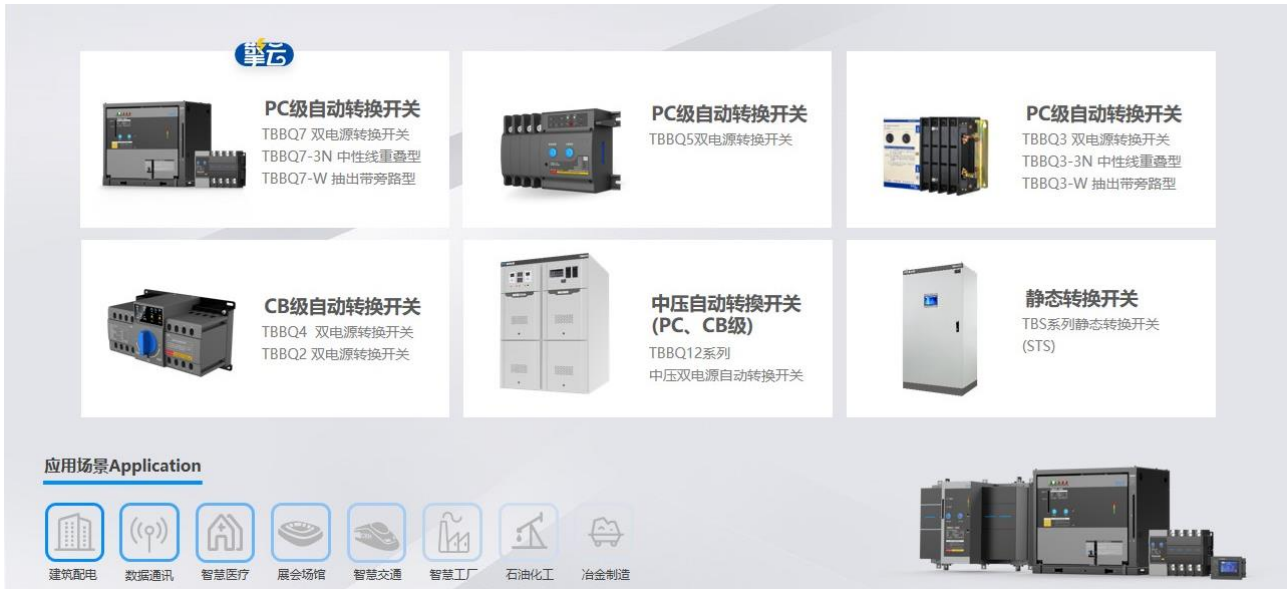 擎云
PC级自动转换开关
TBBQ7 双电源转换开关
TBBQ7-3N 中性线重叠型
TBBQ7-W 抽出带旁路型
PC级自动转换开关
TBBQ5双电源转换开关
PC级自动转换开关
TBBQ3 双电源转换开关
TBBQ3-3N 中性线重叠型
TBBQ3-W 抽出带旁路型
CB级自动转换开关
TBBQ4 双电源转换开关
TBBQ2 双电源转换开关
中压自动转换开关
(PC、CB级)
TBBQ12系列
中压双电源自动转换开关
静态转换开关
TBS系列静态转换开关
(STS)
应用场景Application
建筑配电
数据通讯
智慧医疗
展会场馆
智慧交通
智慧工厂
石油化工
冶金制造